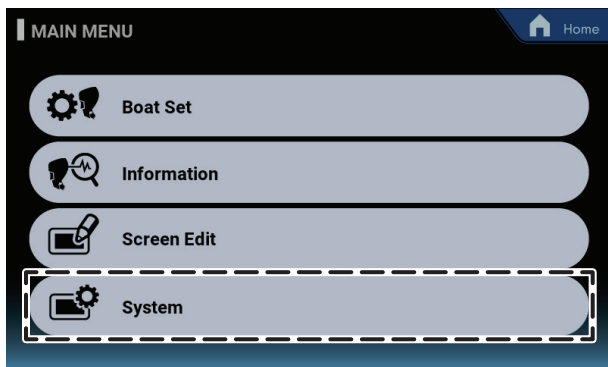 MAIN MENU
Home
Boat Set
Information
Screen Edit
System